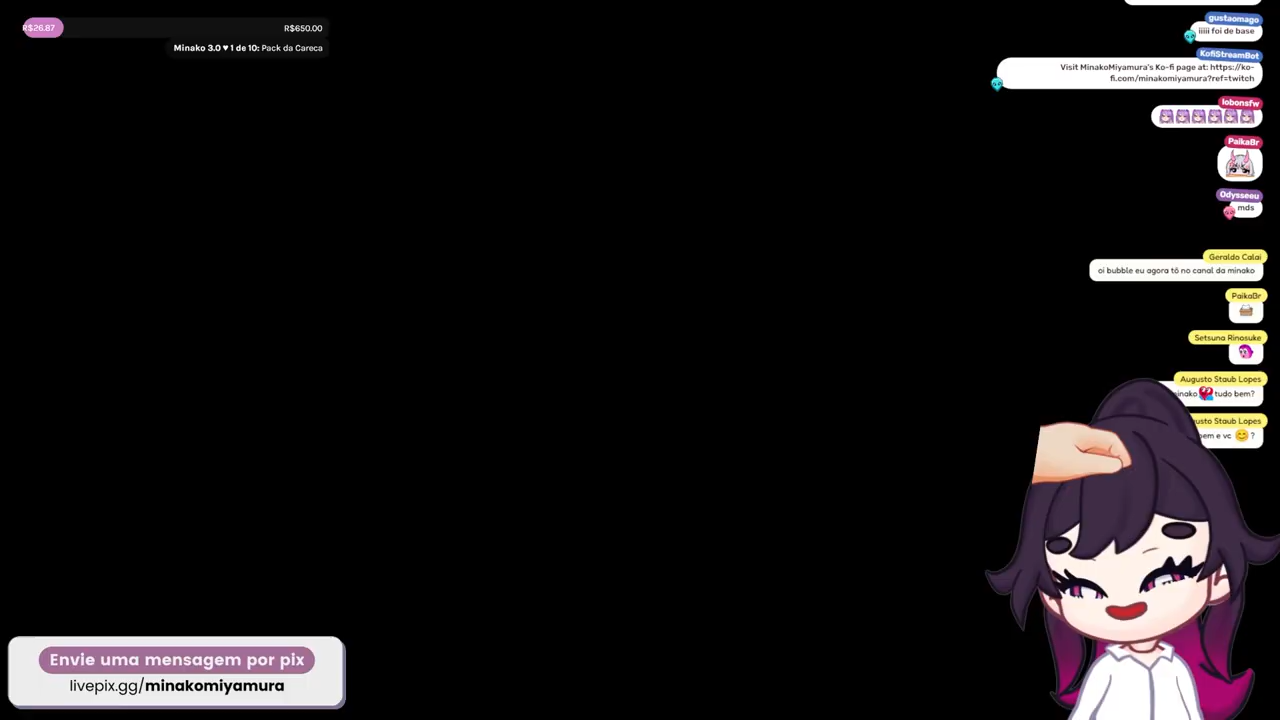 R$26.87
R$650.00
Minako 3.0 ♥ 1 de 10: Pack da Careca
gustaomago
iiiii foi de base
KofiStreamBot
Visit MinakoMiyamura's Ko-fi page at: https://ko-
fi.com/minakomiyamura?ref=twitch
lobonsfw
PaikaBr
Odysseeu
mds
Geraldo Calai
oi bubble eu agora tô no canal da minako
PaikaBr
Setsuna Rinosuke
Augusto Staub Lopes
tudo bem?
Staub Lopes
e vc 😊 ?
Envie uma mensagem por pix
livepix.gg/minakomiyamura